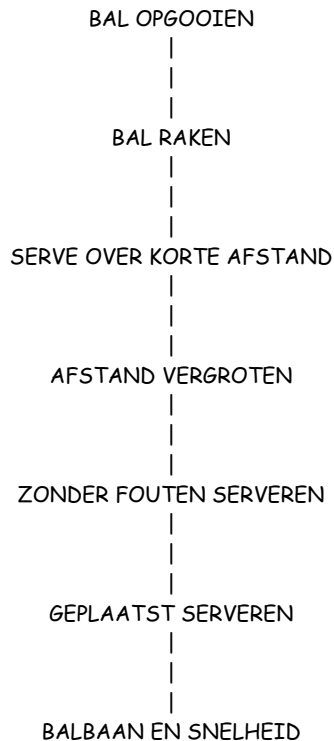 BAL OPGOOIEN
BAL RAKEN
SERVE OVER KORTE AFSTAND
AFSTAND VERGROTEN
ZONDER FOUTEN SERVEREN
GEPLAATST SERVEREN
BALBAAN EN SNELHEID